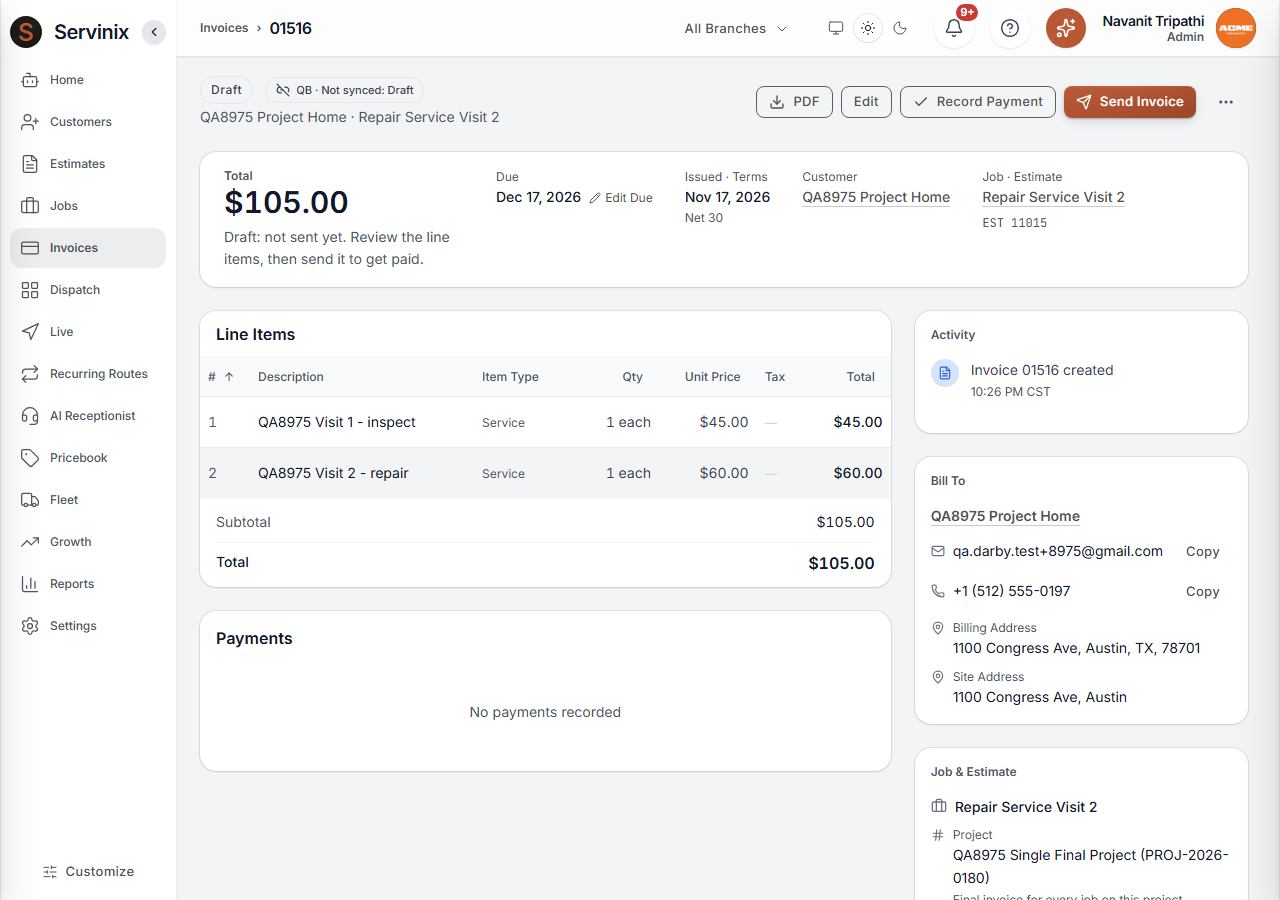 S Servinix
Home
Customers
Estimates
Jobs
Invoices
Dispatch
Live
Recurring Routes
AI Receptionist
Pricebook
Fleet
Growth
Reports
Settings
Customize
Invoices › 01516
All Branches
9+
Navanit Tripathi
Admin
ACME
Draft
QB · Not synced: Draft
QA8975 Project Home · Repair Service Visit 2
PDF
Edit
Record Payment
Send Invoice
Total
$105.00
Draft: not sent yet. Review the line
items, then send it to get paid.
Due
Dec 17, 2026 Edit Due
Issued · Terms
Nov 17, 2026
Net 30
Customer
QA8975 Project Home
Job · Estimate
Repair Service Visit 2
EST 11015
Line Items
# Description Item Type Qty Unit Price Tax Total
1 QA8975 Visit 1 - inspect Service 1 each $45.00 — $45.00
2 QA8975 Visit 2 - repair Service 1 each $60.00 — $60.00
Subtotal $105.00
Total $105.00
Payments
No payments recorded
Activity
Invoice 01516 created
10:26 PM CST
Bill To
QA8975 Project Home
qa.darby.test+8975@gmail.com Copy
+1 (512) 555-0197 Copy
Billing Address
1100 Congress Ave, Austin, TX, 78701
Site Address
1100 Congress Ave, Austin
Job & Estimate
Repair Service Visit 2
# Project
QA8975 Single Final Project (PROJ-2026-
0180)
Final invoice for every job on this project